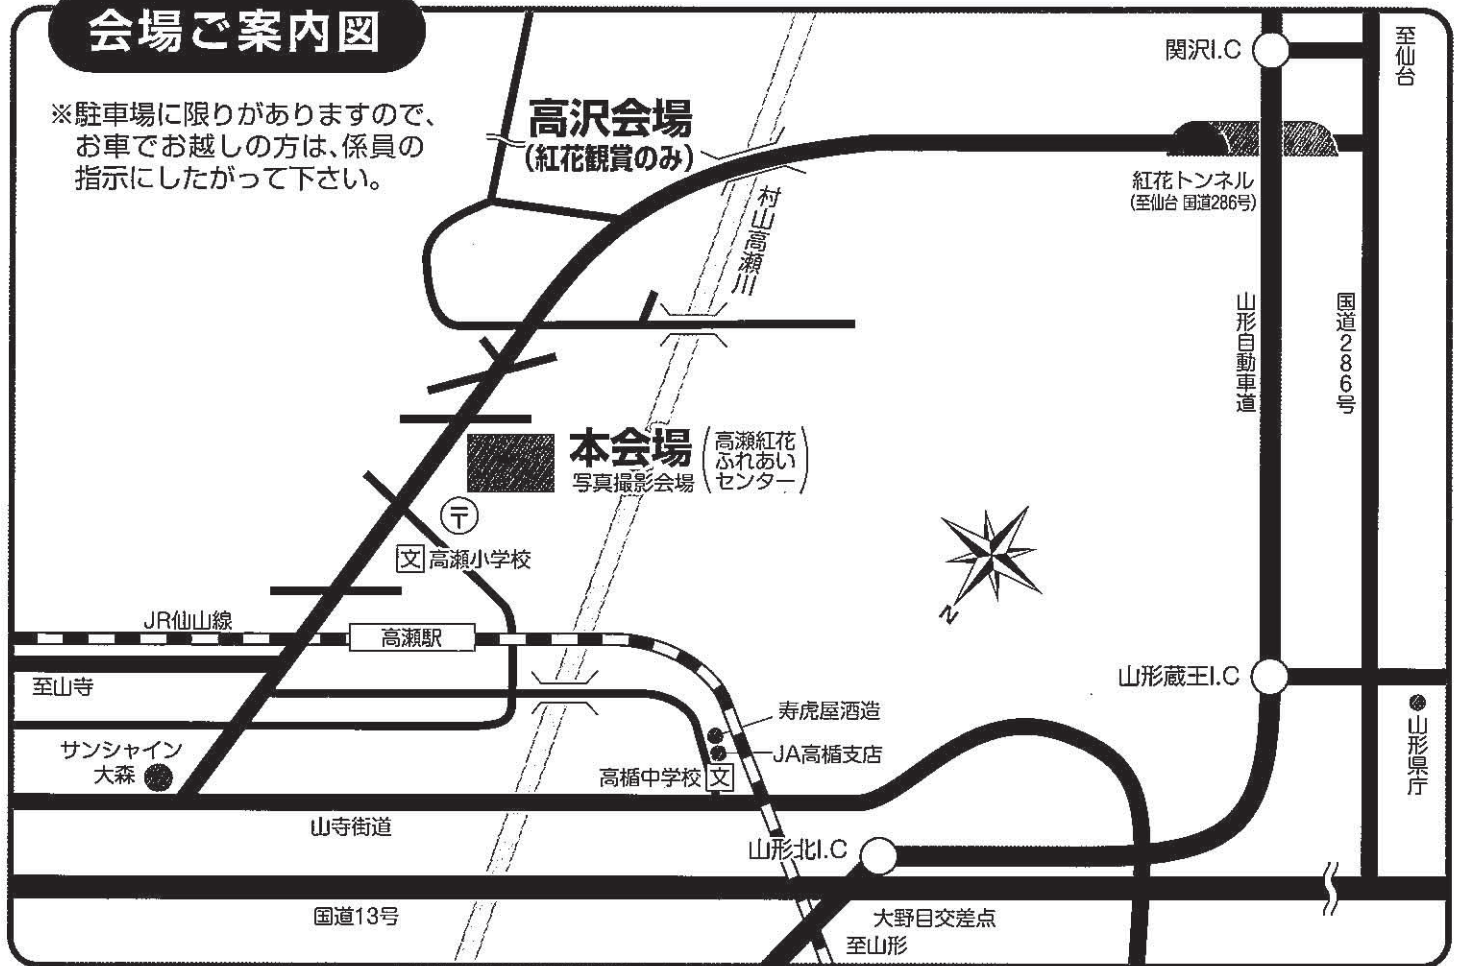 会場ご案内図
※駐車場に限りがありますので、
お車でお越しの方は、係員の
指示にしたがって下さい。
高沢会場
(紅花観賞のみ)
関沢I.C
至仙台
紅花トンネル
(至仙台 国道286号)
村山高瀬川
山形自動車道
国道286号
本会場
写真撮影会場
(高瀬紅花
ふれあい
センター)
〒
文 高瀬小学校
N
JR仙山線
高瀬駅
至山寺
山形蔵王I.C
山形県庁
寿虎屋酒造
JA高楯支店
高楯中学校 文
サンシャイン
大森
山寺街道
山形北I.C
国道13号
大野目交差点
至山形